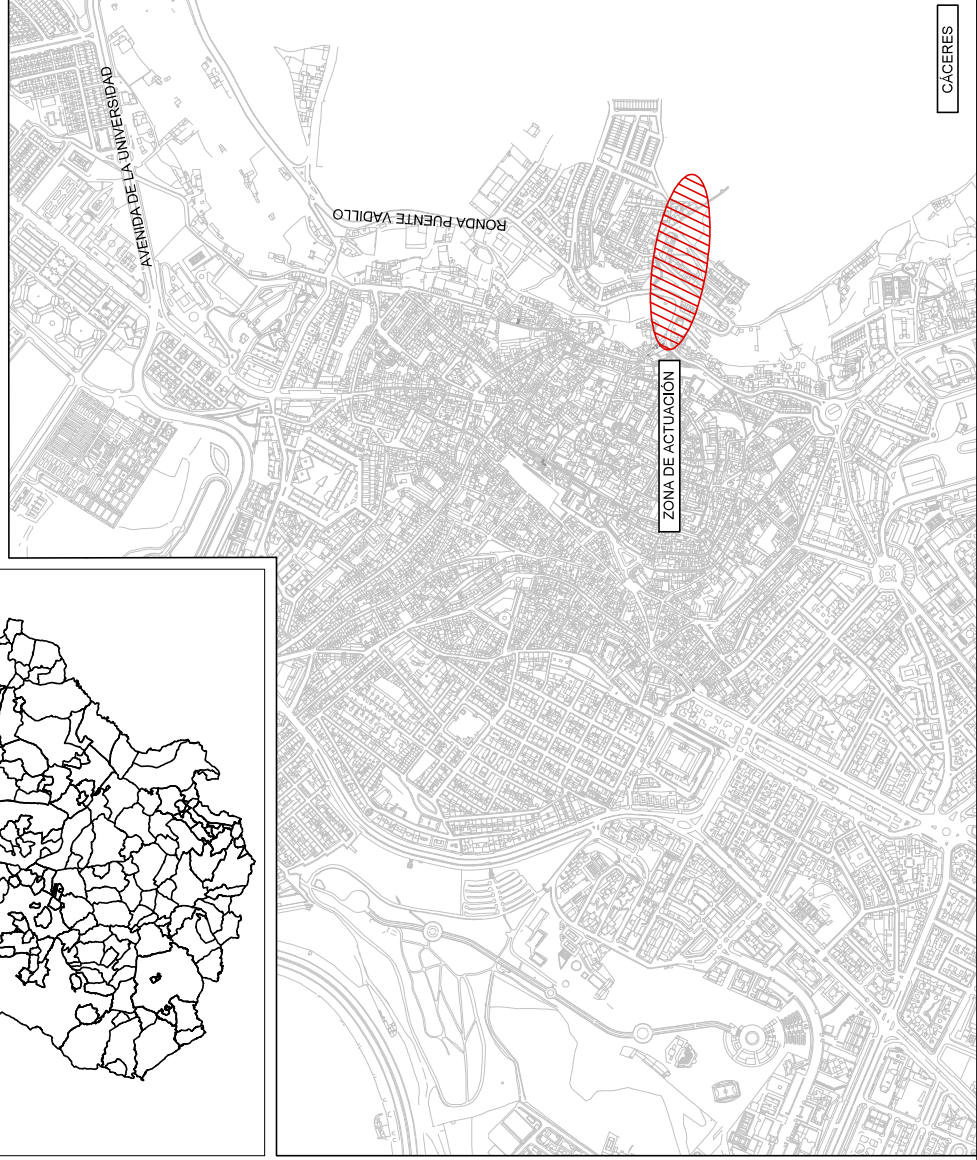 CÁCERES
AVENIDA DE LA UNIVERSIDAD
RONDA PUENTE VADILLO
ZONA DE ACTUACIÓN